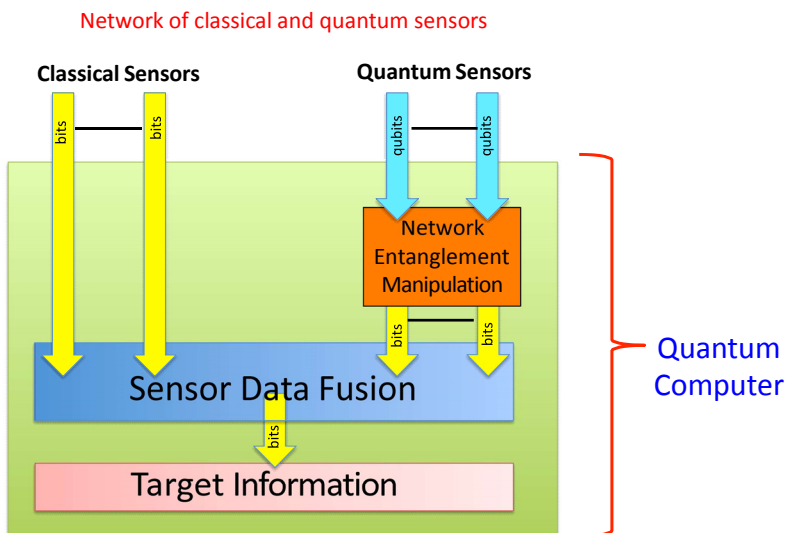 Network of classical and quantum sensors
Classical Sensors
Quantum Sensors
bits
bits
qubits
qubits
Network
Entanglement
Manipulation
bits
bits
Quantum
Computer
Sensor Data Fusion
bits
Target Information